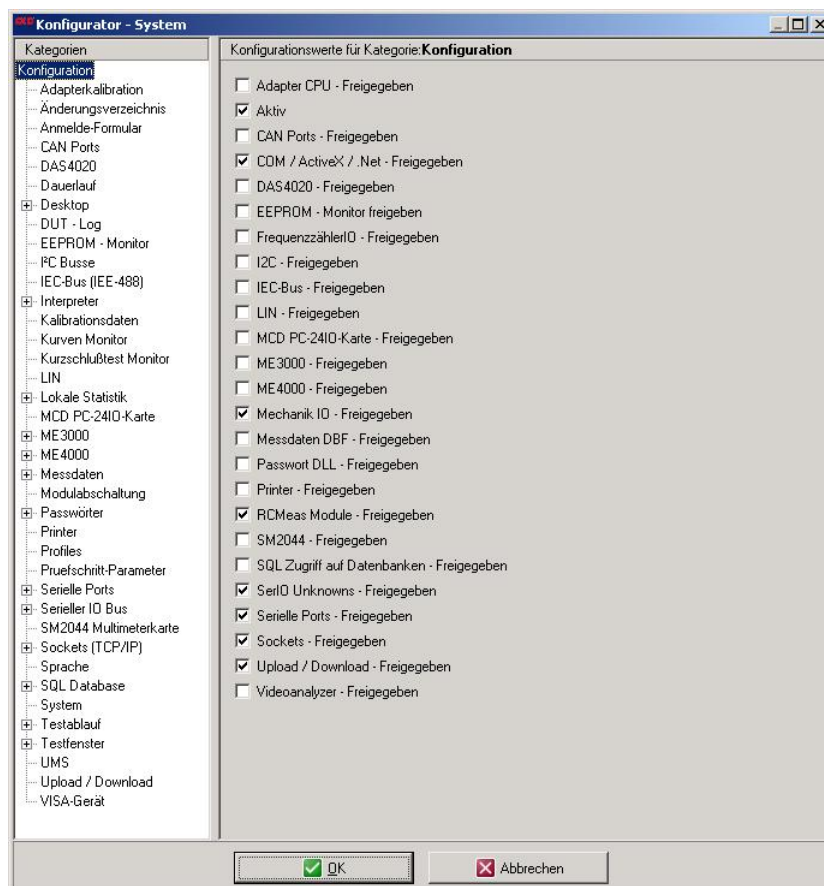 Konfigurator - System
Kategorien
Konfiguration
Adapterkalibration
Änderungsverzeichnis
Anmelde-Formular
CAN Ports
DAS4020
Dauerlauf
Desktop
DUT - Log
EEPROM - Monitor
I²C Busse
IEC-Bus (IEE-488)
Interpreter
Kalibrationsdaten
Kurven Monitor
Kurzschlußtest Monitor
LIN
Lokale Statistik
MCD PC-24IO-Karte
ME3000
ME4000
Messdaten
Modulabschaltung
Passwörter
Printer
Profiles
Pruefschritt-Parameter
Serielle Ports
Serieller IO Bus
SM2044 Multimeterkarte
Sockets (TCP/IP)
Sprache
SQL Database
System
Testablauf
Testfenster
UMS
Upload / Download
VISA-Gerät
Konfigurationswerte für Kategorie:Konfiguration
Adapter CPU - Freigegeben
Aktiv
CAN Ports - Freigegeben
COM / ActiveX / .Net - Freigegeben
DAS4020 - Freigegeben
EEPROM - Monitor freigeben
FrequenzzählerIO - Freigegeben
I2C - Freigegeben
IEC-Bus - Freigegeben
LIN - Freigegeben
MCD PC-24IO-Karte - Freigegeben
ME3000 - Freigegeben
ME4000 - Freigegeben
Mechanik IO - Freigegeben
Messdaten DBF - Freigegeben
Passwort DLL - Freigegeben
Printer - Freigegeben
RCMeas Module - Freigegeben
SM2044 - Freigegeben
SQL Zugriff auf Datenbanken - Freigegeben
SerIO Unknowns - Freigegeben
Serielle Ports - Freigegeben
Sockets - Freigegeben
Upload / Download - Freigegeben
Videoanalyzer - Freigegeben
OK
Abbrechen